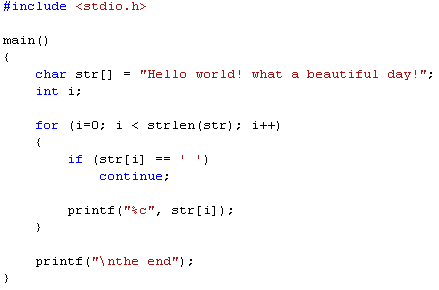 #include <stdio.h>

main()
{
    char str[] = "Hello world! what a beautiful day!";
    int i;

    for (i=0; i < strlen(str); i++)
    {
        if (str[i] == ' ')
            continue;

        printf("%c", str[i]);
    }

    printf("\nthe end");
}